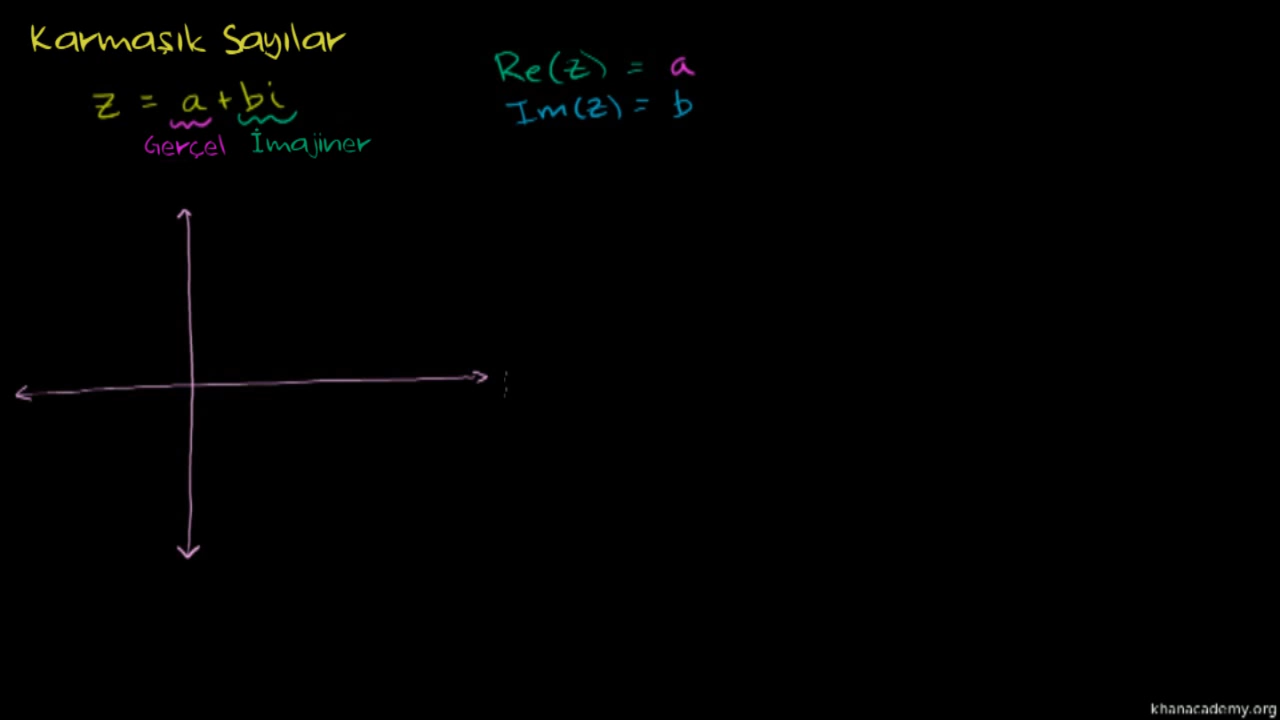 Karmaşık Sayılar
z = a + bi
Gerçel İmajiner
Re(z) = a
Im(z) = b
khanacademy.org